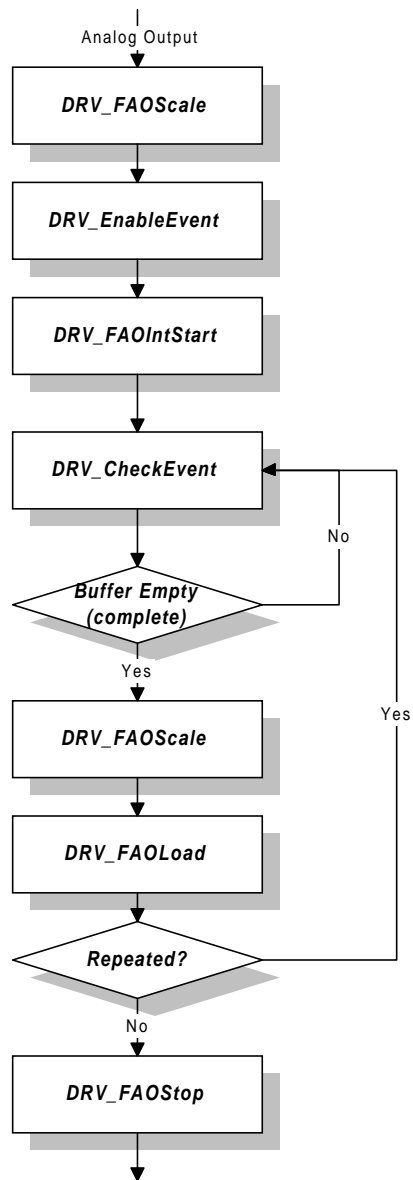 Analog Output
DRV_FAOScale
DRV_EnableEvent
DRV_FAOIntStart
DRV_CheckEvent
No
Buffer Empty
(complete)
Yes
DRV_FAOScale
Yes
DRV_FAOLoad
Repeated?
No
DRV_FAOStop